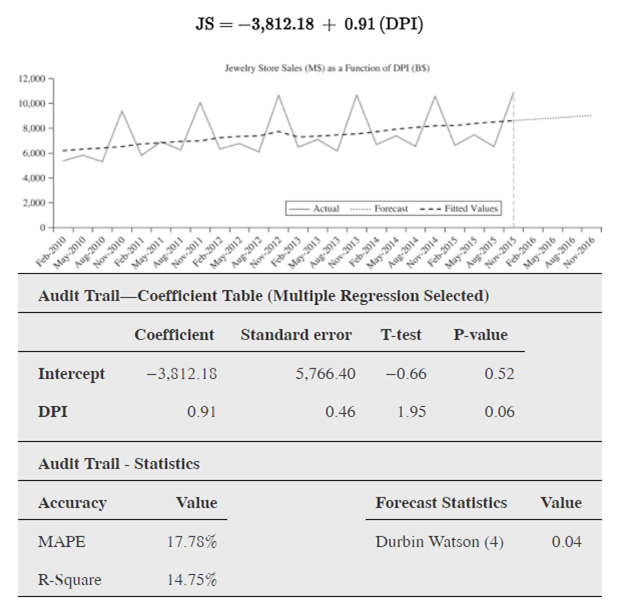 JS = −3,812.18 + 0.91 (DPI)
Jewelry Store Sales (M$) as a Function of DPI (B$)
12,000
10,000
8,000
6,000
4,000
2,000
0
Actual Forecast Fitted Values
Feb-2010 May-2010 Aug-2010 Nov-2010 Feb-2011 May-2011 Aug-2011 Nov-2011 Feb-2012 May-2012 Aug-2012 Nov-2012 Feb-2013 May-2013 Aug-2013 Nov-2013 Feb-2014 May-2014 Aug-2014 Nov-2014 Feb-2015 May-2015 Aug-2015 Nov-2015 Feb-2016 May-2016 Aug-2016 Nov-2016
Audit Trail—Coefficient Table (Multiple Regression Selected)
Coefficient Standard error T-test P-value
Intercept −3,812.18 5,766.40 −0.66 0.52
DPI 0.91 0.46 1.95 0.06
Audit Trail - Statistics
Accuracy Value Forecast Statistics Value
MAPE 17.78% Durbin Watson (4) 0.04
R-Square 14.75%